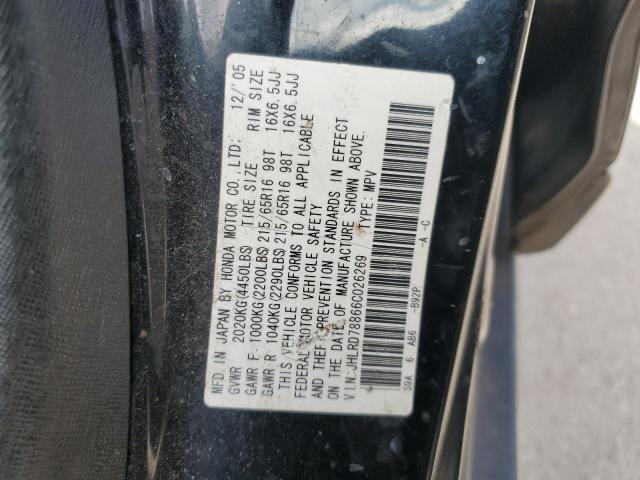 MFD. IN JAPAN BY HONDA MOTOR CO.,LTD. 12/'05
GVWR 2020KG(4450LBS) TIRE SIZE RIM SIZE
GAWR F: 1000KG(2200LBS) 215/65R16 98T 16X6.5JJ
GAWR·R 1040KG(2290LBS) 215/65R16 98T 16X6.5JJ
THIS VEHICLE CONFORMS TO ALL APPLICABLE
FEDERAL MOTOR VEHICLE SAFETY
AND THEFT PREVENTION STANDARDS IN EFFECT
ON THE DATE OF MANUFACTURE SHOWN ABOVE.
V.I.N:JHLRD78866C026269 TYPE: MPV
S9A 6 AB6 -B92P -A -C